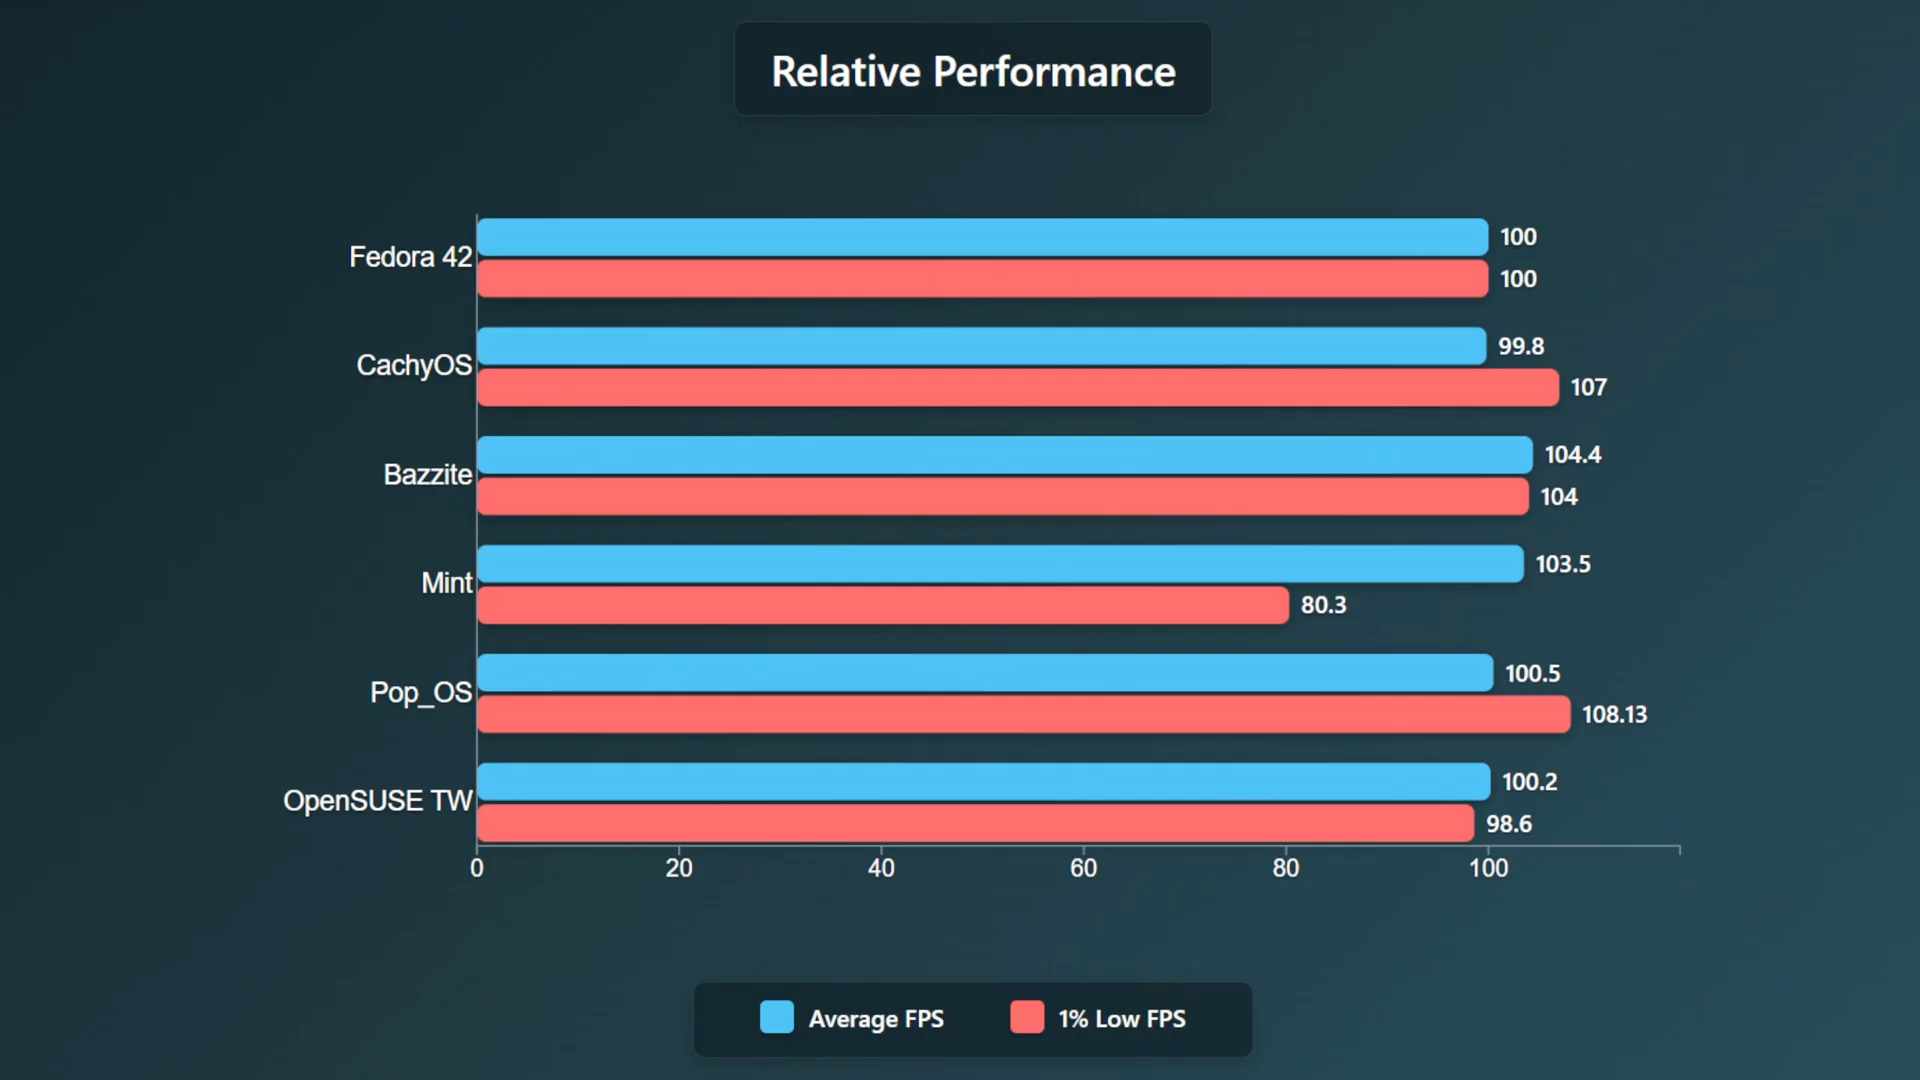 Relative Performance
Fedora 42
100
100
CachyOS
99.8
107
Bazzite
104.4
104
Mint
103.5
80.3
Pop_OS
100.5
108.13
OpenSUSE TW
100.2
98.6
0 20 40 60 80 100
Average FPS 1% Low FPS